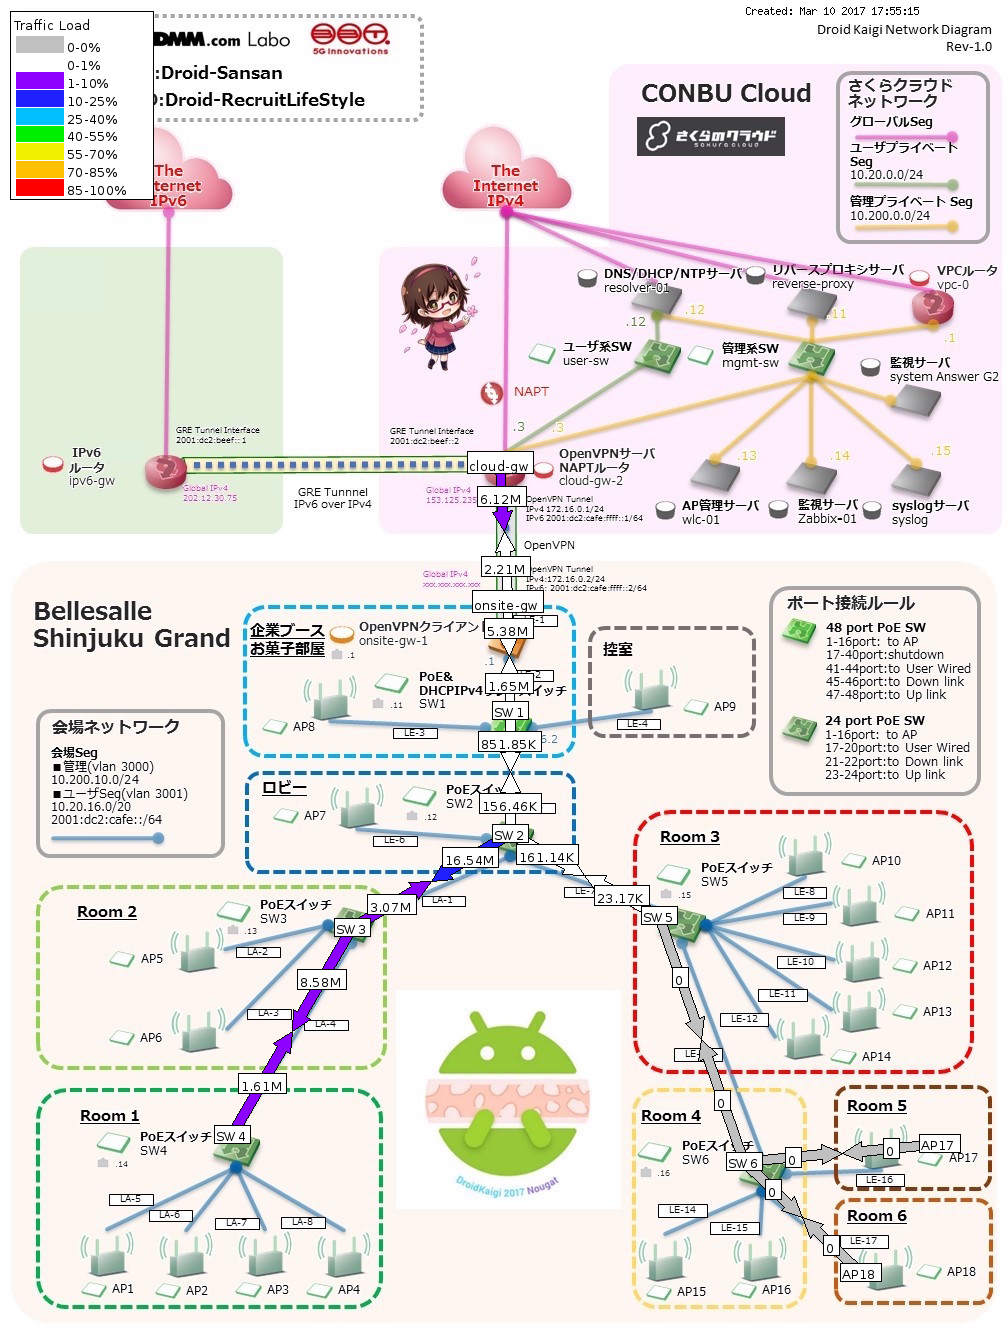 Created: Mar 10 2017 17:55:15
Droid Kaigi Network Diagram
Rev-1.0
Traffic Load
0-0%
0-1%
1-10%
10-25%
25-40%
40-55%
55-70%
70-85%
85-100%
DMM.com Labo
5G innovations
:Droid-Sansan
:Droid-RecruitLifeStyle
CONBU Cloud
さくらのクラウド
SAKURA CLOUD
さくらクラウド
ネットワーク
グローバルSeg
ユーザプライベート
Seg
10.20.0.0/24
管理プライベート Seg
10.200.0.0/24
The
Internet
IPv6
The
Internet
IPv4
DNS/DHCP/NTPサーバ
resolver-01
リバースプロキシサーバ
reverse-proxy
VPCルータ
vpc-0
.12
.12
.11
.1
ユーザ系SW
user-sw
管理系SW
mgmt-sw
監視サーバ
system Answer G2
NAPT
.3
.3
GRE Tunnel Interface
2001:dc2:beef::1
GRE Tunnel Interface
2001:dc2:beef::2
IPv6
ルータ
ipv6-gw
Global IPv4
202.12.30.75
GRE Tunnnel
IPv6 over IPv4
cloud-gw
OpenVPNサーバ
NAPTルータ
cloud-gw-2
Global IPv4
153.125.235
.13
.14
.15
AP管理サーバ
wlc-01
監視サーバ
Zabbix-01
syslogサーバ
syslog
6.12M
OpenVPN Tunnel
IPv4 172.16.0.1/24
IPv6 2001:dc2:cafe:ffff::1/64
OpenVPN
2.21M
Global IPv4
xxx.xxx.xxx.xxx
OpenVPN Tunnel
IPv4:172.16.0.2/24
IPv6: 2001:dc2:cafe:ffff::2/64
Bellesalle
Shinjuku Grand
onsite-gw
企業ブース
お菓子部屋
OpenVPNクライアント
onsite-gw-1
.1
5.38M
.1
PoE&
DHCPIPv4
スイッチ
SW1
.11
1.65M
SW1
851.85K
AP8
LE-3
控室
AP9
LE-4
ポート接続ルール
48 port PoE SW
1-16port: to AP
17-40port:shutdown
41-44port:to User Wired
45-46port:to Down link
47-48port:to Up link
24 port PoE SW
1-16port: to AP
17-20port:to User Wired
21-22port:to Down link
23-24port:to Up link
会場ネットワーク
会場Seg
■管理(vlan 3000)
10.200.10.0/24
■ユーザSeg(vlan 3001)
10.20.16.0/20
2001:dc2:cafe::/64
ロビー
PoEスイッ
SW2
.12
AP7
LE-6
156.46K
SW2
16.54M
161.14K
LA-1
3.07M
23.17K
Room 2
PoEスイッチ
SW3
.13
SW3
AP5
LA-2
AP6
LA-3
LA-4
8.58M
1.61M
Room 3
PoEスイッチ
SW5
.15
SW5
AP10
AP11
AP12
AP13
AP14
LE-8
LE-9
LE-10
LE-11
LE-12
0
0
Room 1
PoEスイッチ
SW4
.14
SW4
LA-5
LA-6
LA-7
LA-8
AP1
AP2
AP3
AP4
DroidKaigi 2017 Nougat
Room 4
PoEスイッチ
SW6
.16
SW6
LE-14
LE-15
AP15
AP16
0
0
0
0
Room 5
AP17
AP17
LE-16
Room 6
LE-17
AP18
AP18